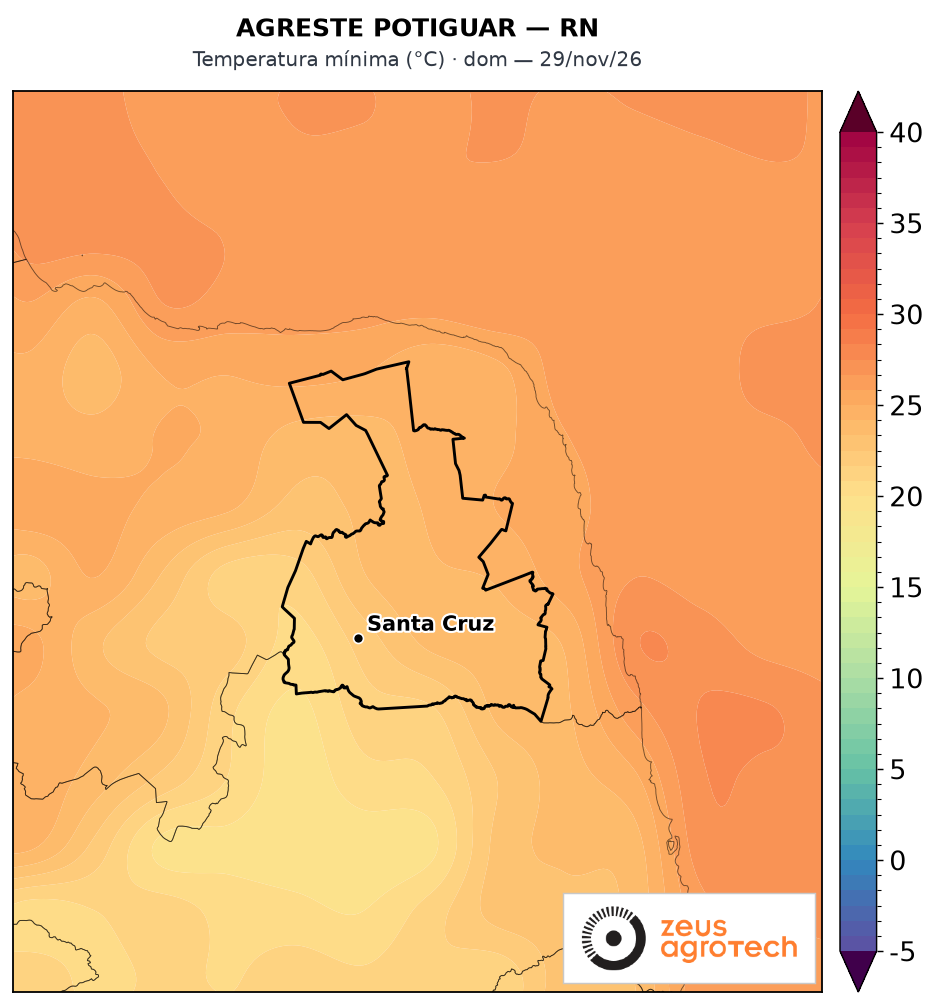 AGRESTE POTIGUAR — RN
Temperatura mínima (°C) · dom — 29/nov/26
40
35
30
25
20
15
10
5
0
-5
Santa Cruz
zeus
agrotech